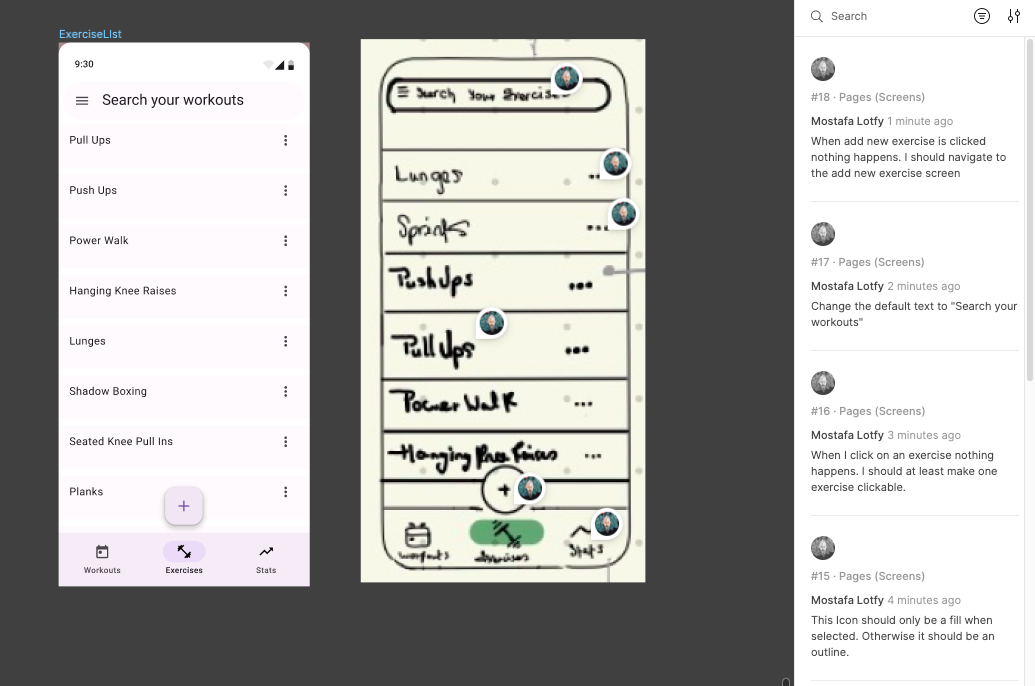 ExerciseLIst
9:30
Search your workouts
Pull Ups
Push Ups
Power Walk
Hanging Knee Raises
Lunges
Shadow Boxing
Seated Knee Pull Ins
Planks
+
Workouts
Exercises
Stats
Search Your Exercise
Lunges
Sprints
Push Ups
Pull Ups
Power Walk
Hanging Knee Raises
+
workouts
Exercises
Stats
Search
#18 · Pages (Screens)
Mostafa Lotfy 1 minute ago
When add new exercise is clicked
nothing happens. I should navigate to
the add new exercise screen
#17 · Pages (Screens)
Mostafa Lotfy 2 minutes ago
Change the default text to "Search your
workouts"
#16 · Pages (Screens)
Mostafa Lotfy 3 minutes ago
When I click on an exercise nothing
happens. I should at least make one
exercise clickable.
#15 · Pages (Screens)
Mostafa Lotfy 4 minutes ago
This Icon should only be a fill when
selected. Otherwise it should be an
outline.